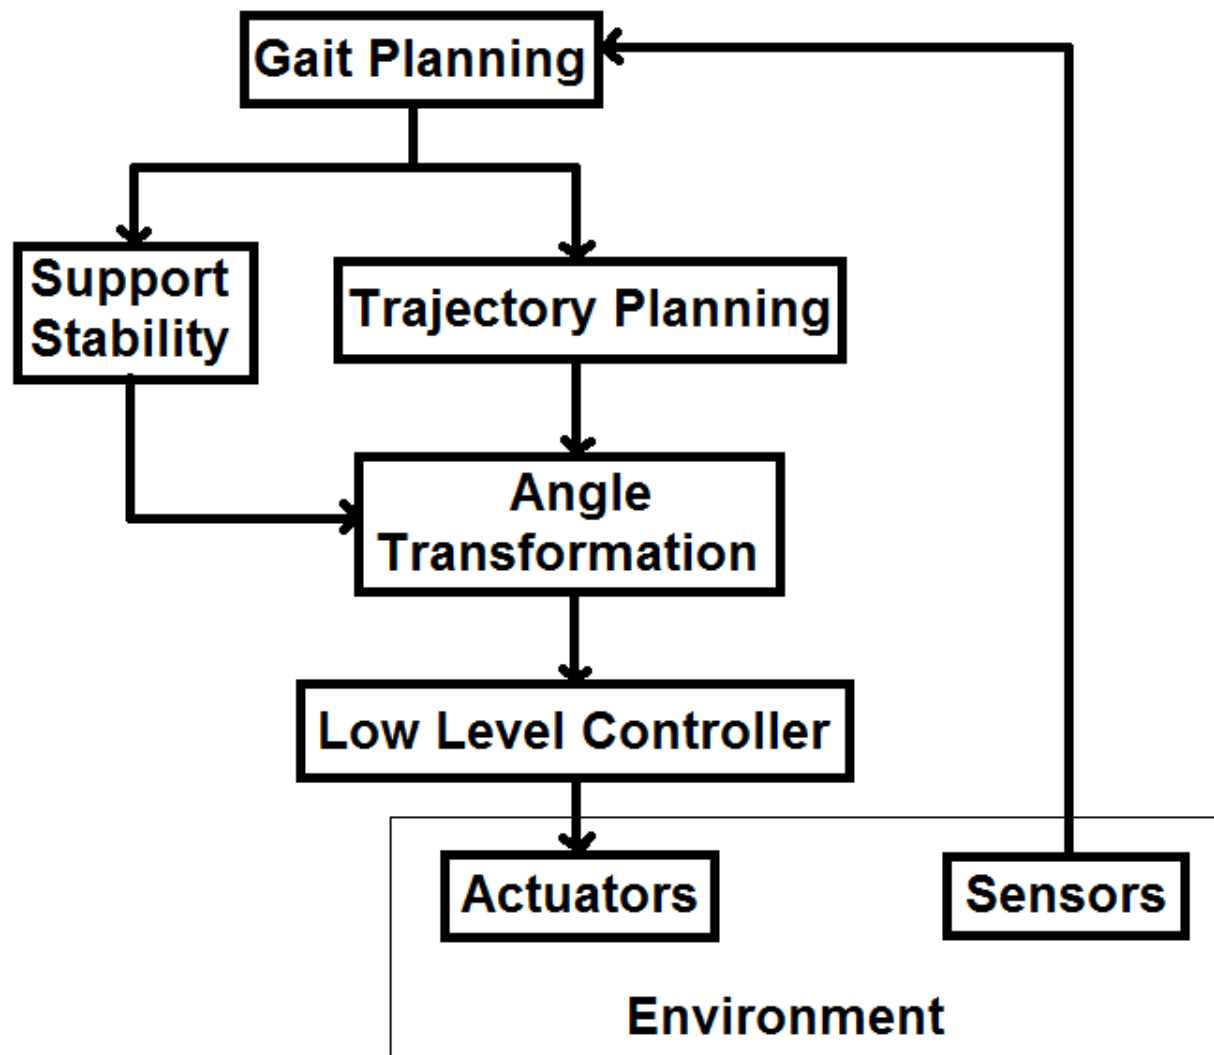 Gait Planning
Support
Stability
Trajectory Planning
Angle
Transformation
Low Level Controller
Actuators
Sensors
Environment